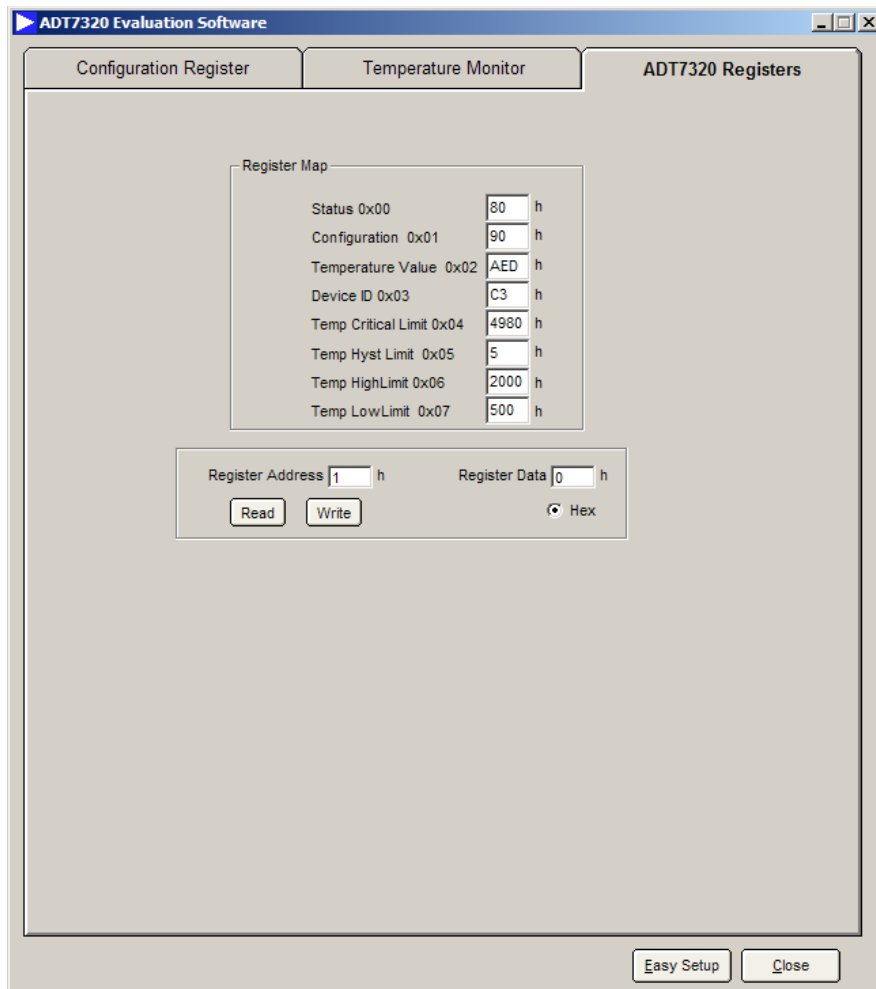 ADT7320 Evaluation Software
Configuration Register Temperature Monitor ADT7320 Registers
Register Map
Status 0x00 80 h
Configuration 0x01 90 h
Temperature Value 0x02 AED h
Device ID 0x03 C3 h
Temp Critical Limit 0x04 4980 h
Temp Hyst Limit 0x05 5 h
Temp HighLimit 0x06 2000 h
Temp LowLimit 0x07 500 h
Register Address 1 h Register Data 0 h
Read Write Hex
Easy Setup Close